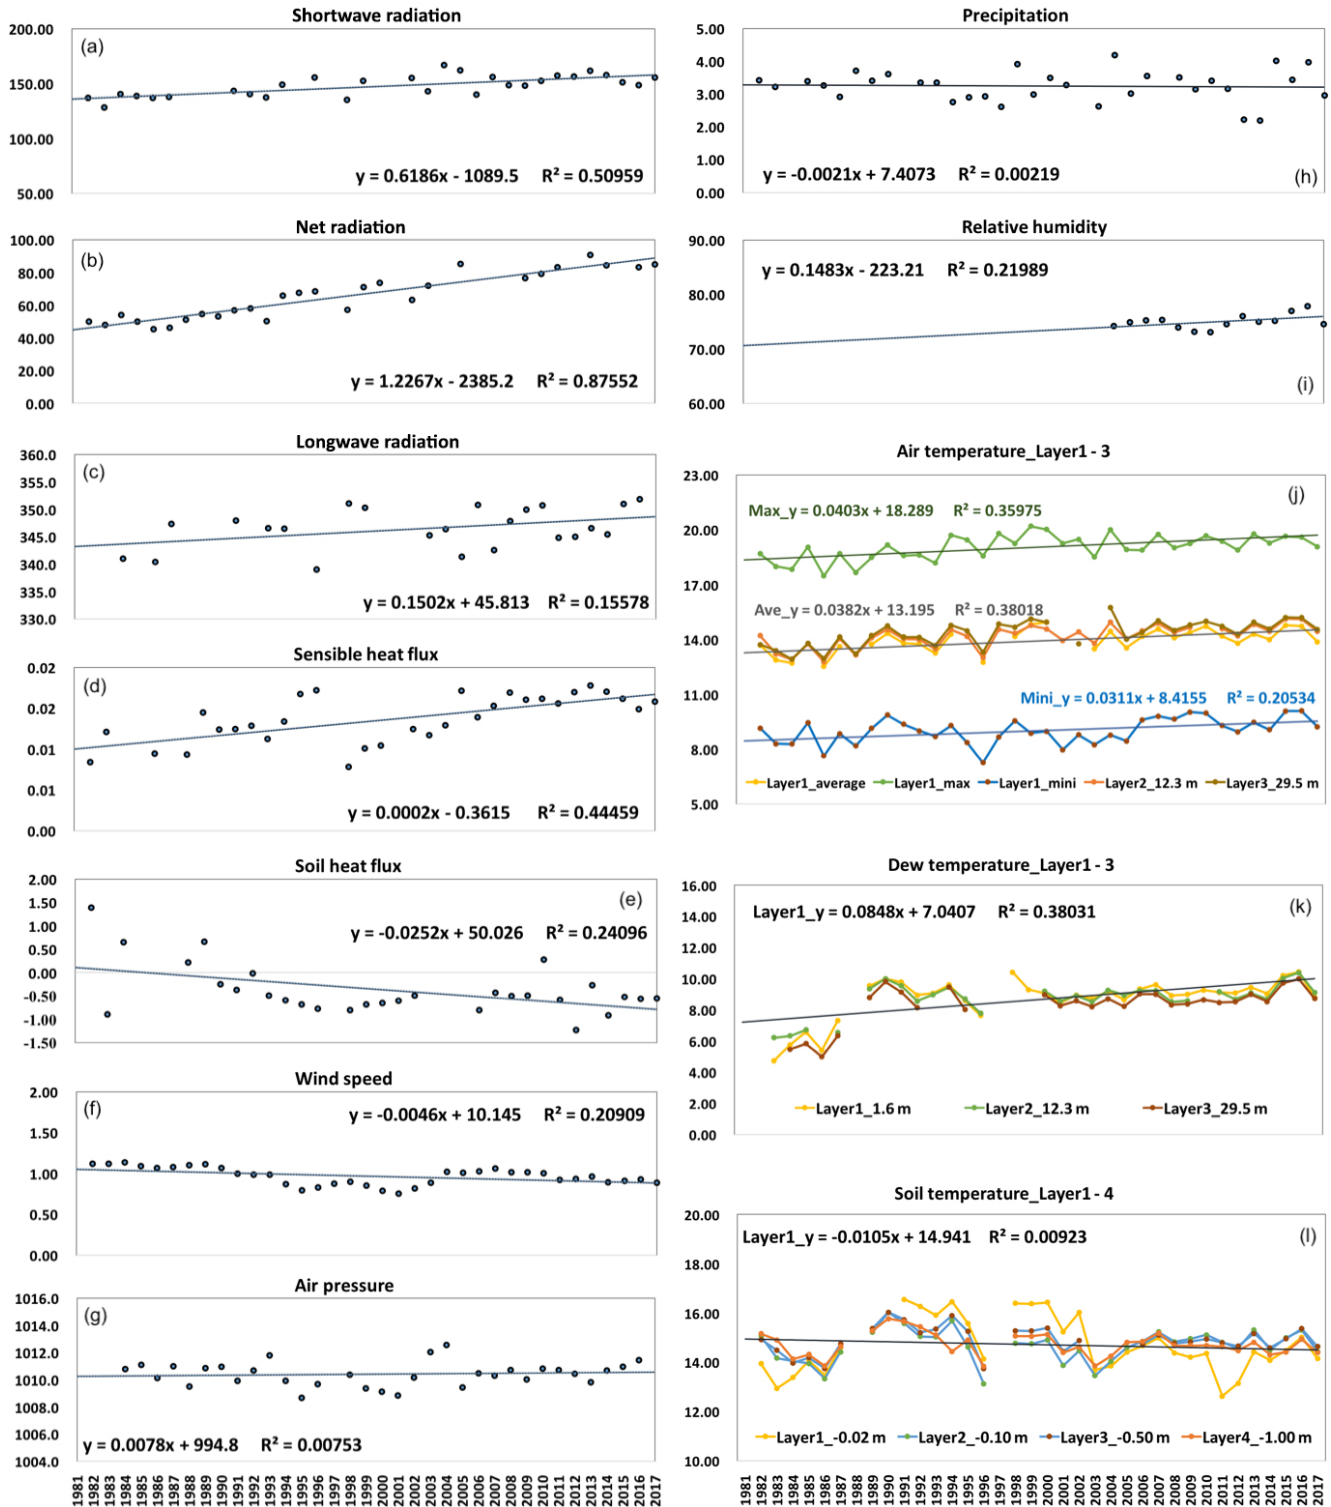 Shortwave radiation
(a)
200.00
150.00
100.00
50.00
y = 0.6186x - 1089.5 R² = 0.50959
Net radiation
(b)
100.00
80.00
60.00
40.00
20.00
0.00
y = 1.2267x - 2385.2 R² = 0.87552
Longwave radiation
(c)
360.0
355.0
350.0
345.0
340.0
335.0
330.0
y = 0.1502x + 45.813 R² = 0.15578
Sensible heat flux
(d)
0.02
0.02
0.01
0.01
0.00
y = 0.0002x - 0.3615 R² = 0.44459
Soil heat flux
(e)
2.00
1.50
1.00
0.50
0.00
-0.50
-1.00
-1.50
y = -0.0252x + 50.026 R² = 0.24096
Wind speed
(f)
2.00
1.50
1.00
0.50
0.00
y = -0.0046x + 10.145 R² = 0.20909
Air pressure
(g)
1016.0
1014.0
1012.0
1010.0
1008.0
1006.0
1004.0
y = 0.0078x + 994.8 R² = 0.00753
1981 1982 1983 1984 1985 1986 1987 1988 1989 1990 1991 1992 1993 1994 1995 1996 1997 1998 1999 2000 2001 2002 2003 2004 2005 2006 2007 2008 2009 2010 2011 2012 2013 2014 2015 2016 2017
Precipitation
5.00
4.00
3.00
2.00
1.00
0.00
y = -0.0021x + 7.4073 R² = 0.00219
(h)
Relative humidity
90.00
80.00
70.00
60.00
y = 0.1483x - 223.21 R² = 0.21989
(i)
Air temperature_Layer1 - 3
(j)
23.00
20.00
17.00
14.00
11.00
8.00
5.00
Max_y = 0.0403x + 18.289 R² = 0.35975
Ave_y = 0.0382x + 13.195 R² = 0.38018
Mini_y = 0.0311x + 8.4155 R² = 0.20534
Layer1_average Layer1_max Layer1_mini Layer2_12.3 m Layer3_29.5 m
Dew temperature_Layer1 - 3
(k)
16.00
14.00
12.00
10.00
8.00
6.00
4.00
2.00
0.00
Layer1_y = 0.0848x + 7.0407 R² = 0.38031
Layer1_1.6 m Layer2_12.3 m Layer3_29.5 m
Soil temperature_Layer1 - 4
(l)
20.00
18.00
16.00
14.00
12.00
10.00
Layer1_y = -0.0105x + 14.941 R² = 0.00923
Layer1_-0.02 m Layer2_-0.10 m Layer3_-0.50 m Layer4_-1.00 m
1981 1982 1983 1984 1985 1986 1987 1988 1989 1990 1991 1992 1993 1994 1995 1996 1997 1998 1999 2000 2001 2002 2003 2004 2005 2006 2007 2008 2009 2010 2011 2012 2013 2014 2015 2016 2017